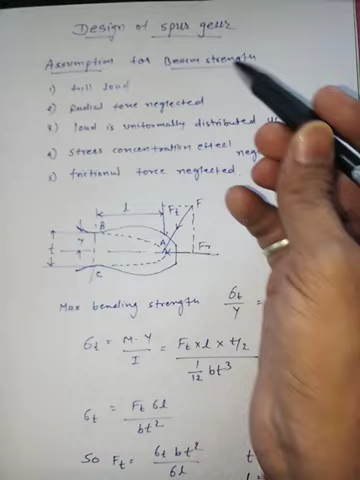 Design of spur gear
Assumption for Beam strength
1) full load
2) Radial force neglected
3) load is uniformally distributed
4) stress concentration effect neg
5) frictional force neglected.
l
Ft F
B
y
t
A
Fr
C
Max bending strength σt/y =
σt = M·Y/I = Ft × l × t/2 / 1/12 bt³
σt = Ft 6l / bt²
So Ft = σt bt² / 6l
t
l =